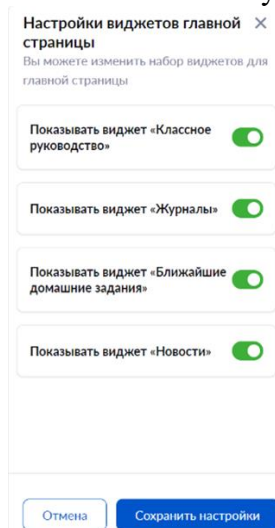 Настройки виджетов главной
страницы
Вы можете изменить набор виджетов для
главной страницы
Показывать виджет «Классное
руководство»
Показывать виджет «Журналы»
Показывать виджет «Ближайшие
домашние задания»
Показывать виджет «Новости»
Отмена
Сохранить настройки